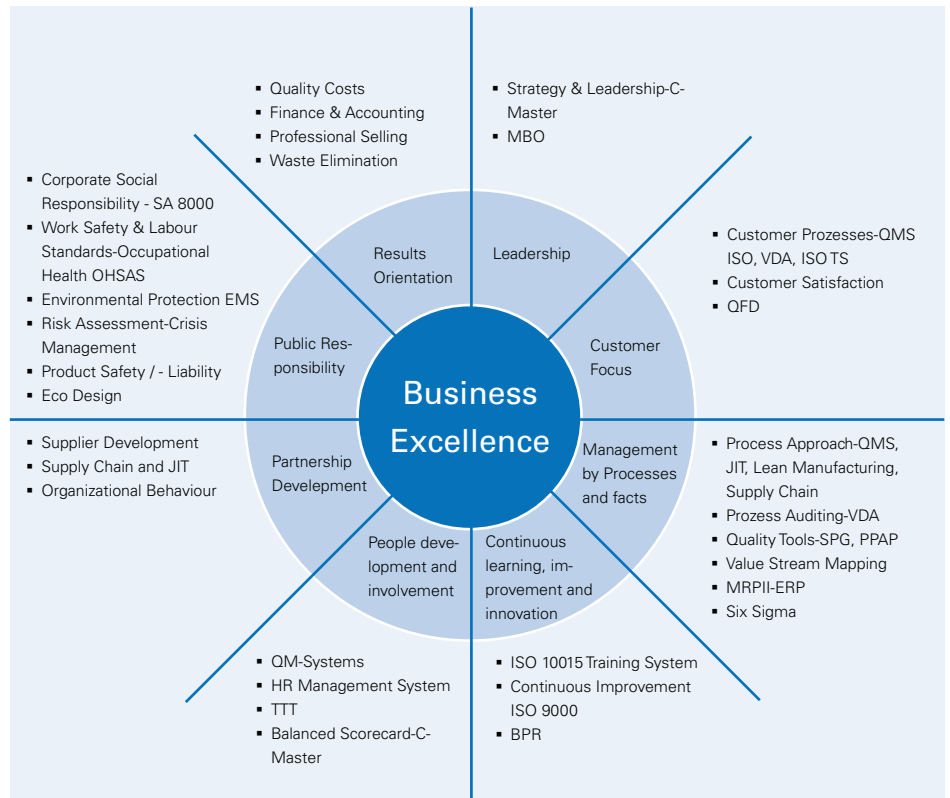 ▪ Quality Costs
▪ Finance & Accounting
▪ Professional Selling
▪ Waste Elimination
▪ Strategy & Leadership-C-
Master
▪ MBO
▪ Corporate Social
Responsibility - SA 8000
▪ Work Safety & Labour
Standards-Occupational
Health OHSAS
▪ Environmental Protection EMS
▪ Risk Assessment-Crisis
Management
▪ Product Safety / - Liability
▪ Eco Design
▪ Customer Prozesses-QMS
ISO, VDA, ISO TS
▪ Customer Satisfaction
▪ QFD
Results
Orientation
Leadership
Public Res-
ponsibility
Customer
Focus
Business
Excellence
Partnership
Development
Management
by Processes
and facts
People deve-
lopment and
involvement
Continuous
learning, im-
provement and
innovation
▪ Supplier Development
▪ Supply Chain and JIT
▪ Organizational Behaviour
▪ Process Approach-QMS,
JIT, Lean Manufacturing,
Supply Chain
▪ Prozess Auditing-VDA
▪ Quality Tools-SPG, PPAP
▪ Value Stream Mapping
▪ MRPII-ERP
▪ Six Sigma
▪ QM-Systems
▪ HR Management System
▪ TTT
▪ Balanced Scorecard-C-
Master
▪ ISO 10015 Training System
▪ Continuous Improvement
ISO 9000
▪ BPR